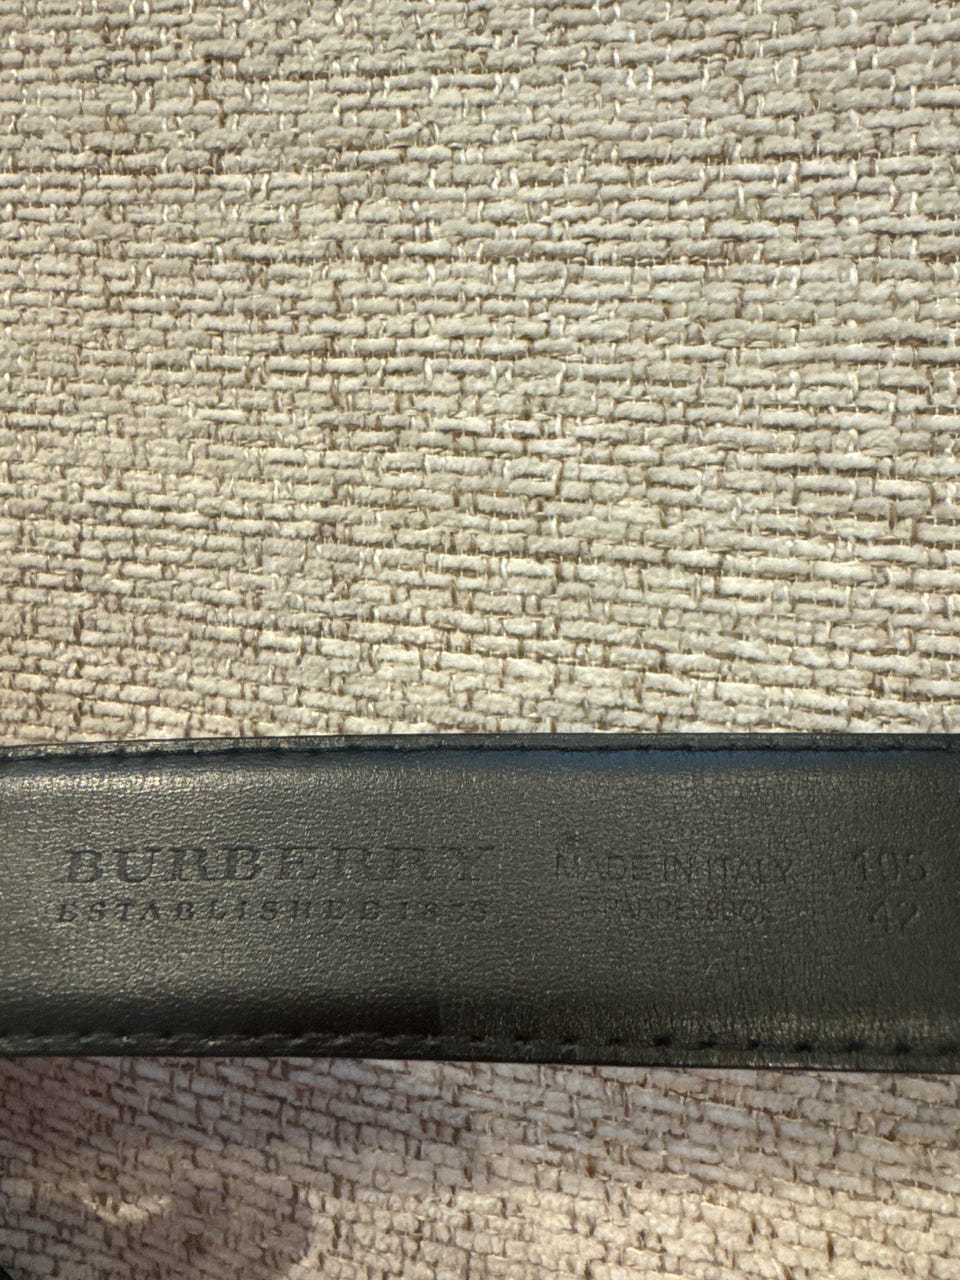 BURBERRY
ESTABLISHED 1856
MADE IN ITALY
105
42